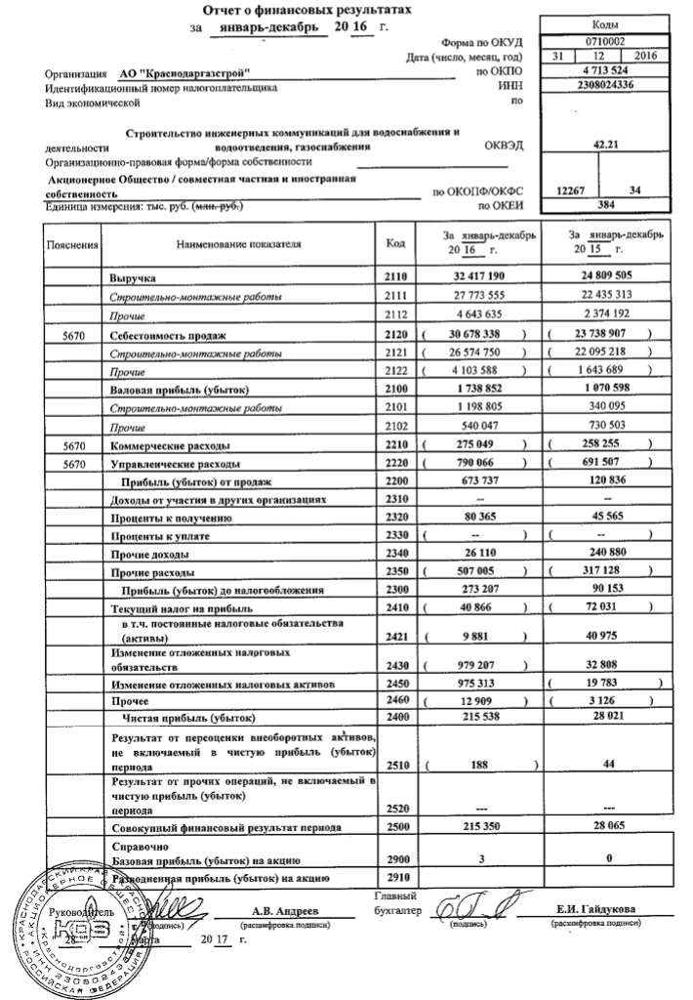 Отчет о финансовых результатах
за январь-декабрь 20 16 г.
Коды
Форма по ОКУД 0710002
Дата (число, месяц, год) 31 12 2016
Организация АО "Краснодаргазстрой" по ОКПО 4 713 524
Идентификационный номер налогоплательщика ИНН 2308024336
Вид экономической по
Строительство инженерных коммуникаций для водоснабжения и
деятельности водоотведения, газоснабжения ОКВЭД 42.21
Организационно-правовая форма/форма собственности
Акционерное Общество / совместная частная и иностранная
собственность по ОКОПФ/ОКФС 12267 34
Единица измерения: тыс. руб. (млн. руб.) по ОКЕИ 384
Пояснения Наименование показателя Код За январь-декабрь 20 16 г. За январь-декабрь 20 15 г.
Выручка 2110 32 417 190 24 809 505
Строительно-монтажные работы 2111 27 773 555 22 435 313
Прочие 2112 4 643 635 2 374 192
5670 Себестоимость продаж 2120 ( 30 678 338 ) ( 23 738 907 )
Строительно-монтажные работы 2121 ( 26 574 750 ) ( 22 095 218 )
Прочие 2122 ( 4 103 588 ) ( 1 643 689 )
Валовая прибыль (убыток) 2100 1 738 852 1 070 598
Строительно-монтажные работы 2101 1 198 805 340 095
Прочие 2102 540 047 730 503
5670 Коммерческие расходы 2210 ( 275 049 ) ( 258 255 )
5670 Управленческие расходы 2220 ( 790 066 ) ( 691 507 )
Прибыль (убыток) от продаж 2200 673 737 120 836
Доходы от участия в других организациях 2310 -- --
Проценты к получению 2320 80 365 45 565
Проценты к уплате 2330 ( -- ) ( -- )
Прочие доходы 2340 26 110 240 880
Прочие расходы 2350 ( 507 005 ) ( 317 128 )
Прибыль (убыток) до налогообложения 2300 273 207 90 153
Текущий налог на прибыль 2410 ( 40 866 ) ( 72 031 )
в т.ч. постоянные налоговые обязательства
(активы) 2421 ( 9 881 ) 40 975
Изменение отложенных налоговых
обязательств 2430 ( 979 207 ) 32 808
Изменение отложенных налоговых активов 2450 975 313 ( 19 783 )
Прочее 2460 ( 12 909 ) ( 3 126 )
Чистая прибыль (убыток) 2400 215 538 28 021
Результат от переоценки внеоборотных активов,
не включаемый в чистую прибыль (убыток)
периода 2510 ( 188 ) 44
Результат от прочих операций, не включаемый в
чистую прибыль (убыток)
периода 2520 --- ---
Совокупный финансовый результат периода 2500 215 350 28 065
Справочно
Базовая прибыль (убыток) на акцию 2900 3 0
Разводненная прибыль (убыток) на акцию 2910
Руководитель А.В. Андреев Главный бухгалтер Е.И. Гайдукова
(подпись) (расшифровка подписи) (подпись) (расшифровка подписи)
28 марта 20 17 г.
КГС
Краснодаргазстрой
АКЦИОНЕРНОЕ ОБЩЕСТВО
РОССИЙСКАЯ ФЕДЕРАЦИЯ